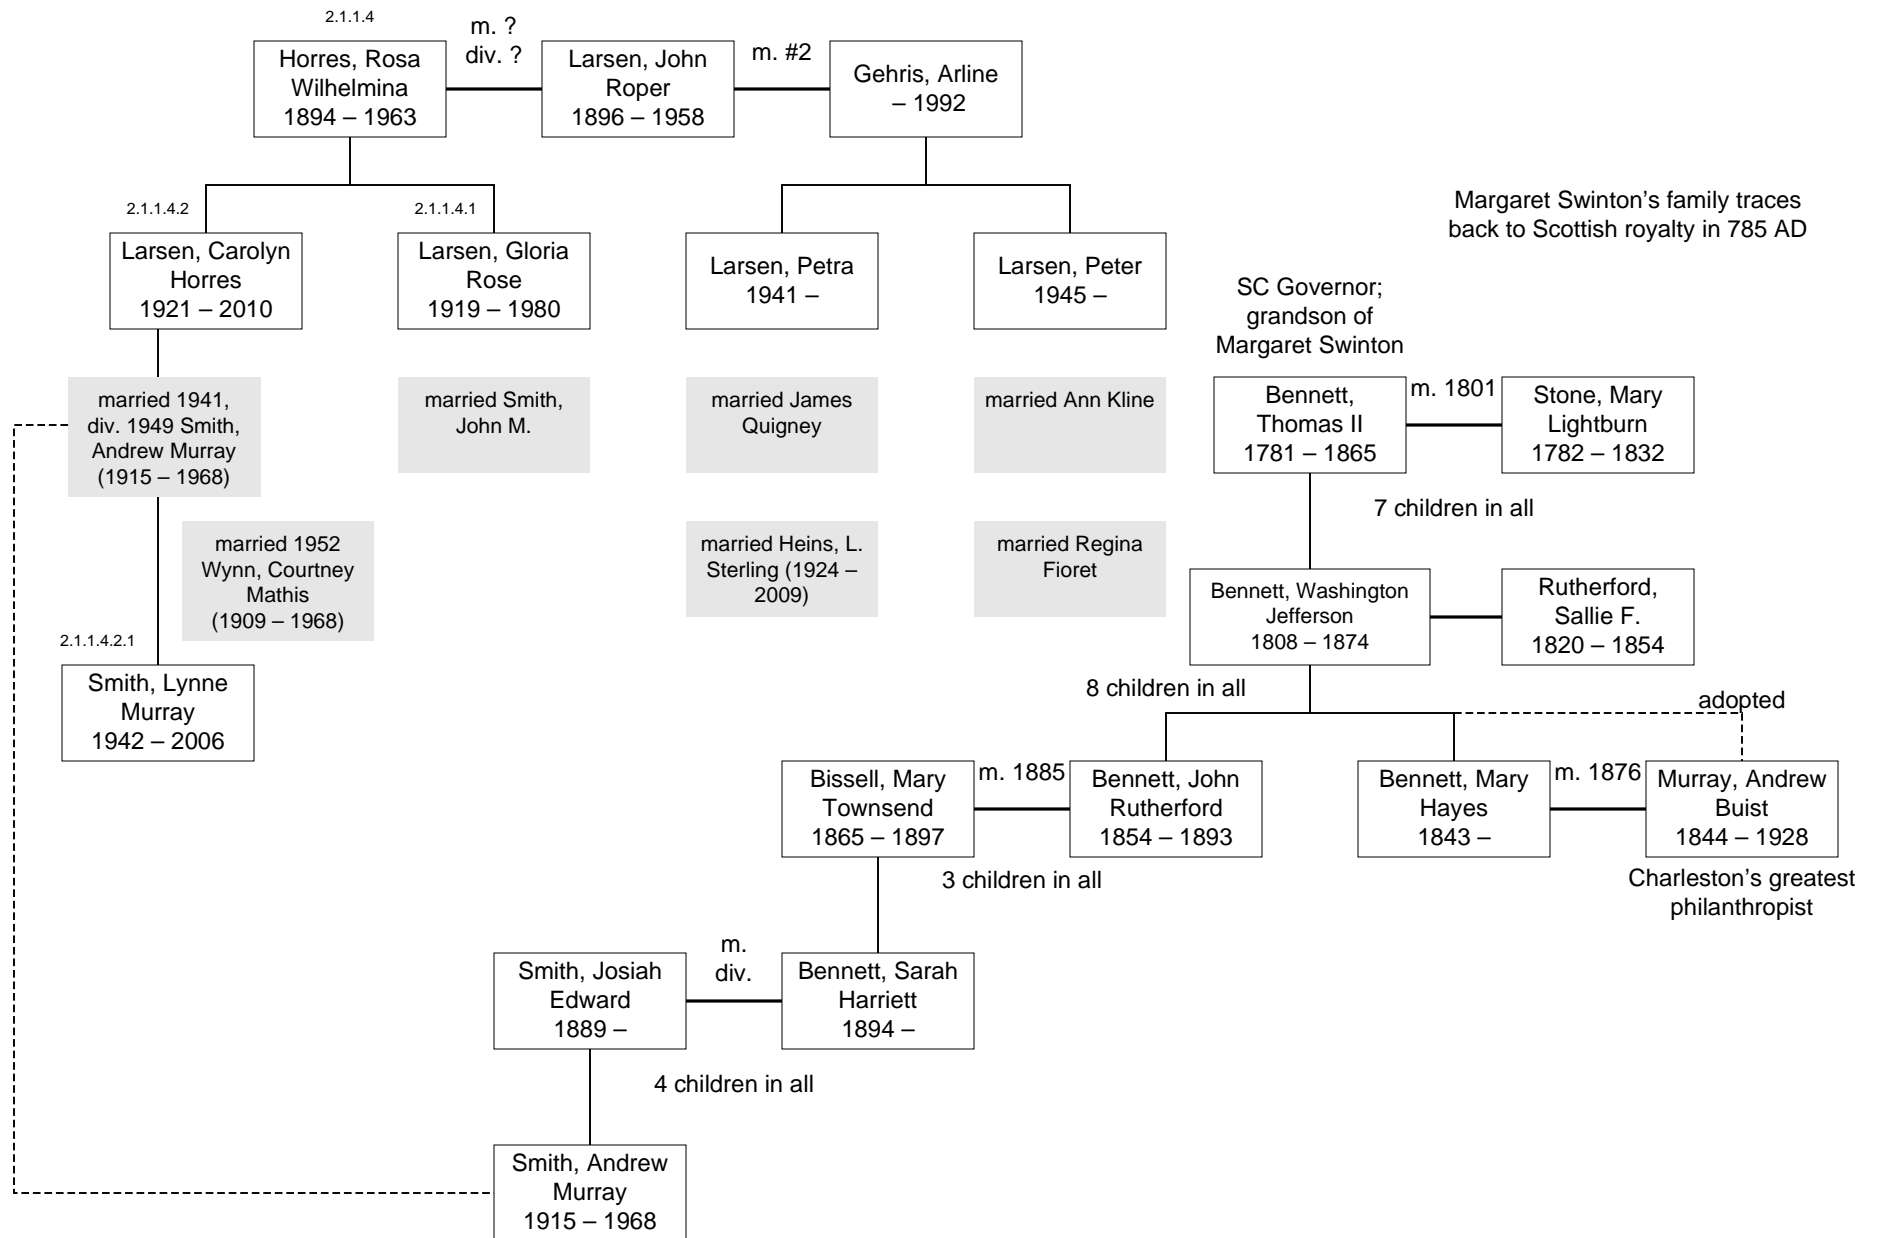 2.1.1.4
m. ?
div. ?
m. #2
Horres, Rosa
Wilhelmina
1894 – 1963
Larsen, John
Roper
1896 – 1958
Gehris, Arline
– 1992
2.1.1.4.2
2.1.1.4.1
Larsen, Carolyn
Horres
1921 – 2010
Larsen, Gloria
Rose
1919 – 1980
Larsen, Petra
1941 –
Larsen, Peter
1945 –
Margaret Swinton’s family traces
back to Scottish royalty in 785 AD
SC Governor;
grandson of
Margaret Swinton
married 1941,
div. 1949 Smith,
Andrew Murray
(1915 – 1968)
married Smith,
John M.
married James
Quigney
married Ann Kline
Bennett,
Thomas II
1781 – 1865
m. 1801
Stone, Mary
Lightburn
1782 – 1832
7 children in all
married 1952
Wynn, Courtney
Mathis
(1909 – 1968)
married Heins, L.
Sterling (1924 –
2009)
married Regina
Fioret
Bennett, Washington
Jefferson
1808 – 1874
Rutherford,
Sallie F.
1820 – 1854
2.1.1.4.2.1
Smith, Lynne
Murray
1942 – 2006
8 children in all
adopted
Bissell, Mary
Townsend
1865 – 1897
m. 1885
Bennett, John
Rutherford
1854 – 1893
Bennett, Mary
Hayes
1843 –
m. 1876
Murray, Andrew
Buist
1844 – 1928
3 children in all
Charleston’s greatest
philanthropist
Smith, Josiah
Edward
1889 –
m.
div.
Bennett, Sarah
Harriett
1894 –
4 children in all
Smith, Andrew
Murray
1915 – 1968